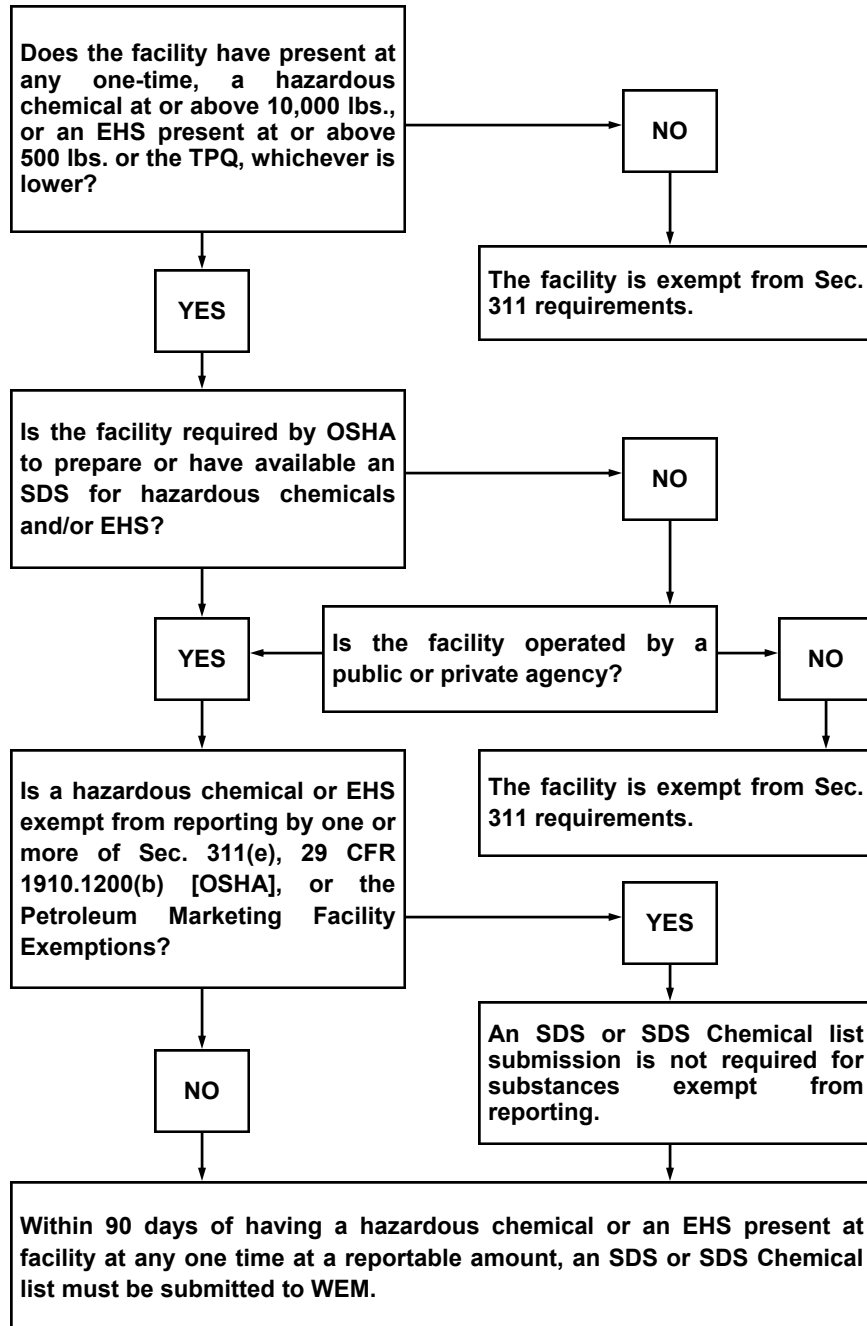 Does the facility have present at
any one-time, a hazardous
chemical at or above 10,000 lbs.,
or an EHS present at or above
500 lbs. or the TPQ, whichever is
lower?
NO
YES
The facility is exempt from Sec.
311 requirements.
Is the facility required by OSHA
to prepare or have available an
SDS for hazardous chemicals
and/or EHS?
NO
YES
Is the facility operated by a
public or private agency?
NO
The facility is exempt from Sec.
311 requirements.
Is a hazardous chemical or EHS
exempt from reporting by one or
more of Sec. 311(e), 29 CFR
1910.1200(b) [OSHA], or the
Petroleum Marketing Facility
Exemptions?
YES
An SDS or SDS Chemical list
submission is not required for
substances exempt from
reporting.
NO
Within 90 days of having a hazardous chemical or an EHS present at
facility at any one time at a reportable amount, an SDS or SDS Chemical
list must be submitted to WEM.